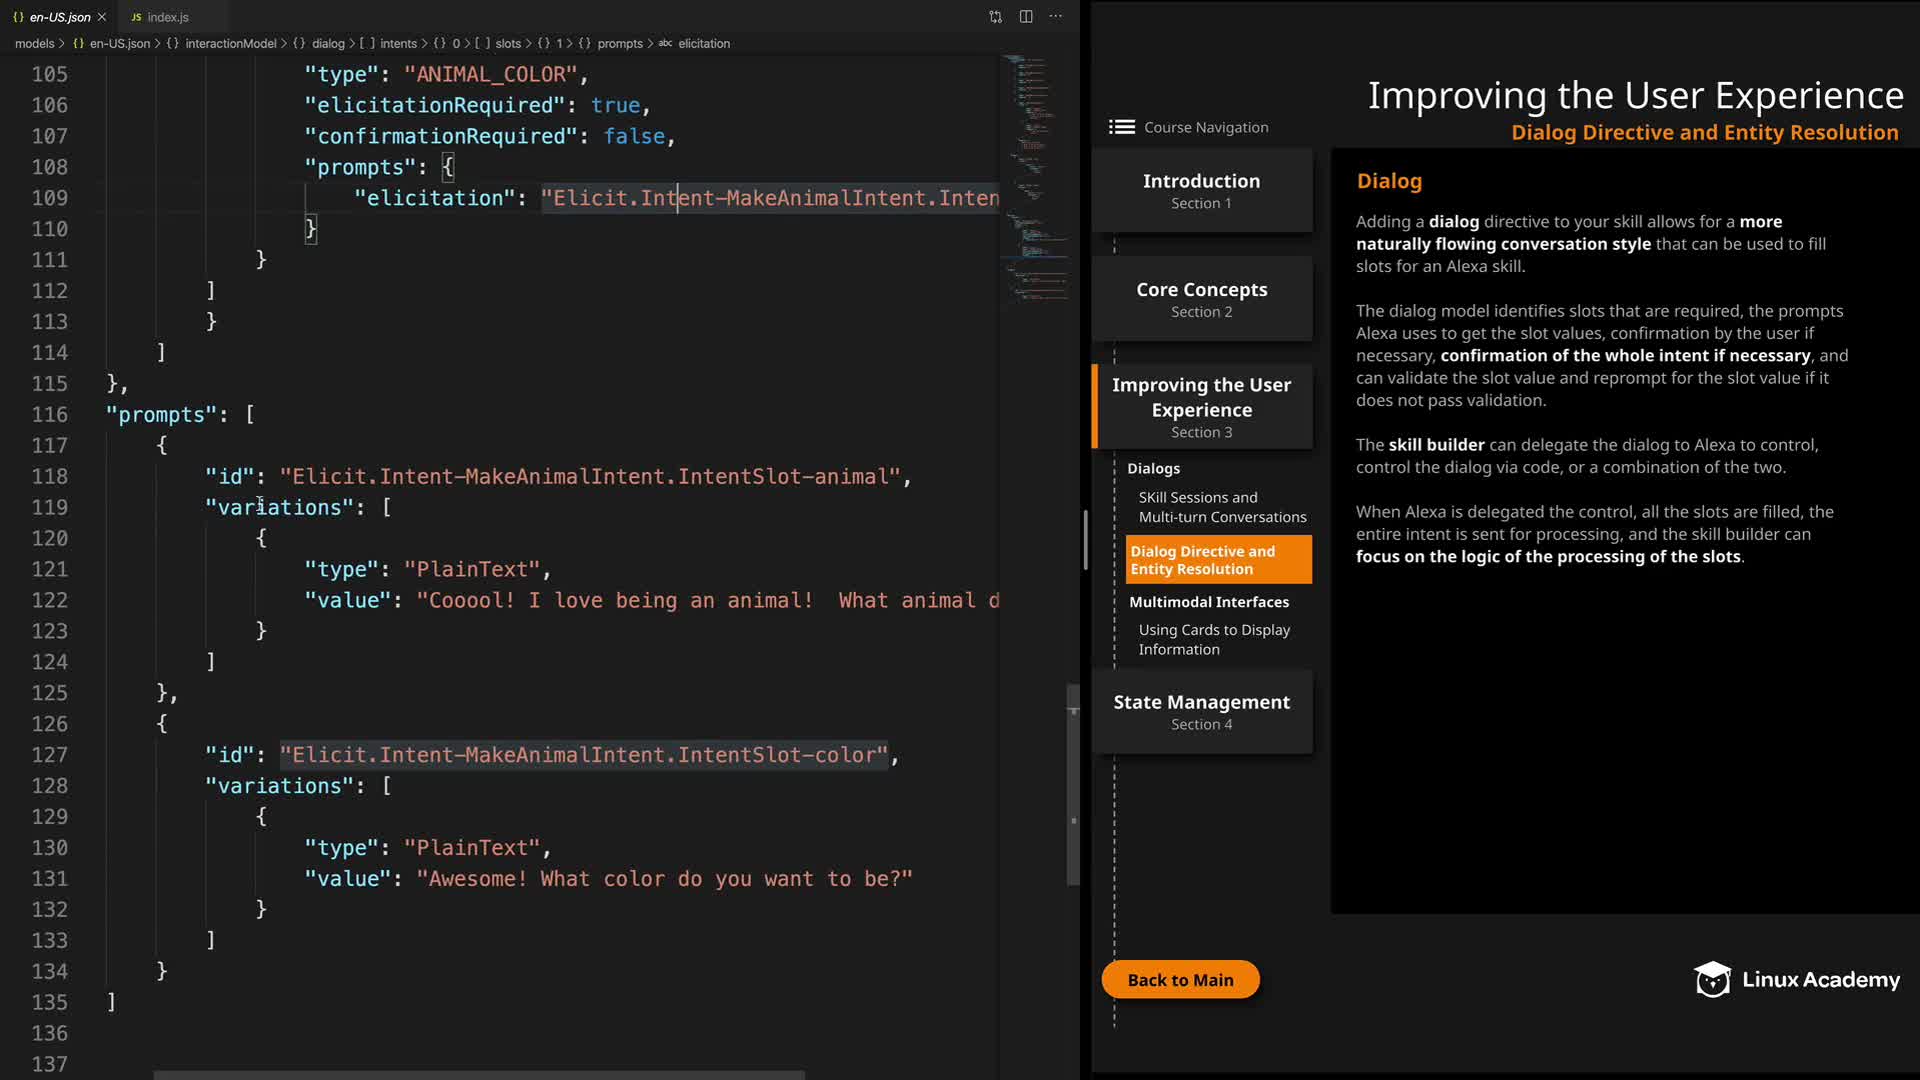 {} en-US.json
JS index.js
models > {} en-US.json > {} interactionModel > {} dialog > [ ] intents > {} 0 > [ ] slots > {} 1 > {} prompts > abc elicitation
105 "type": "ANIMAL_COLOR",
106 "elicitationRequired": true,
107 "confirmationRequired": false,
108 "prompts": {
109 "elicitation": "Elicit.Intent-MakeAnimalIntent.Inten
110 }
111 }
112 ]
113 }
114 ]
115 },
116 "prompts": [
117 {
118 "id": "Elicit.Intent-MakeAnimalIntent.IntentSlot-animal",
119 "variations": [
120 {
121 "type": "PlainText",
122 "value": "Cooool! I love being an animal!  What animal d
123 }
124 ]
125 },
126 {
127 "id": "Elicit.Intent-MakeAnimalIntent.IntentSlot-color",
128 "variations": [
129 {
130 "type": "PlainText",
131 "value": "Awesome! What color do you want to be?"
132 }
133 ]
134 }
135 ]
136
137
Improving the User Experience
Dialog Directive and Entity Resolution
Course Navigation
Introduction
Section 1
Core Concepts
Section 2
Improving the User
Experience
Section 3
Dialogs
SKill Sessions and
Multi-turn Conversations
Dialog Directive and
Entity Resolution
Multimodal Interfaces
Using Cards to Display
Information
State Management
Section 4
Back to Main
Dialog
Adding a dialog directive to your skill allows for a more
naturally flowing conversation style that can be used to fill
slots for an Alexa skill.
The dialog model identifies slots that are required, the prompts
Alexa uses to get the slot values, confirmation by the user if
necessary, confirmation of the whole intent if necessary, and
can validate the slot value and reprompt for the slot value if it
does not pass validation.
The skill builder can delegate the dialog to Alexa to control,
control the dialog via code, or a combination of the two.
When Alexa is delegated the control, all the slots are filled, the
entire intent is sent for processing, and the skill builder can
focus on the logic of the processing of the slots.
Linux Academy